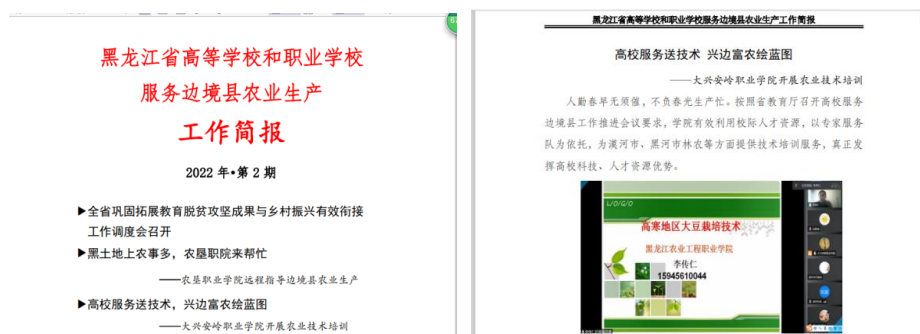 黑龙江省高等学校和职业学校
服务边境县农业生产
工作简报
2022 年•第 2 期
▶全省巩固拓展教育脱贫攻坚成果与乡村振兴有效衔接
工作调度会召开
▶黑土地上农事多，农垦职院来帮忙
——农垦职业学院远程指导边境县农业生产
▶高校服务送技术，兴边富农绘蓝图
——大兴安岭职业学院开展农业技术培训
黑龙江省高等学校和职业学校服务边境县农业生产工作简报
高校服务送技术 兴边富农绘蓝图
——大兴安岭职业学院开展农业技术培训
人勤春早无须催，不负春光生产忙。按照省教育厅召开高校服务
边境县工作推进会议要求，学院有效利用校际人才资源，以专家服务
队为依托，为漠河市、黑河市林农等方面提供技术培训服务，真正发
挥高校科技、人才资源优势。
L/O/G/O
高寒地区大豆栽培技术
黑龙江农业工程职业学院
李传仁
15945610044